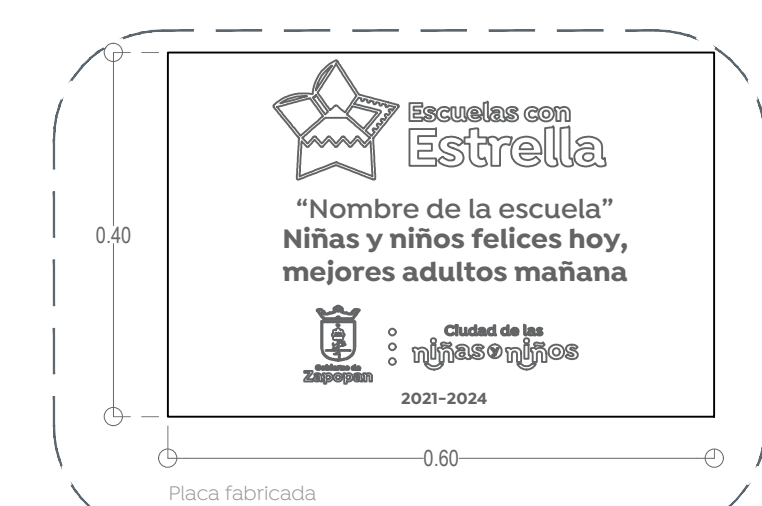 Escuelas con
Estrella
“Nombre de la escuela”
Niñas y niños felices hoy,
mejores adultos mañana
0.40
Gobierno de
Zapopan
Ciudad de las
niñas y niños
2021-2024
0.60
Placa fabricada